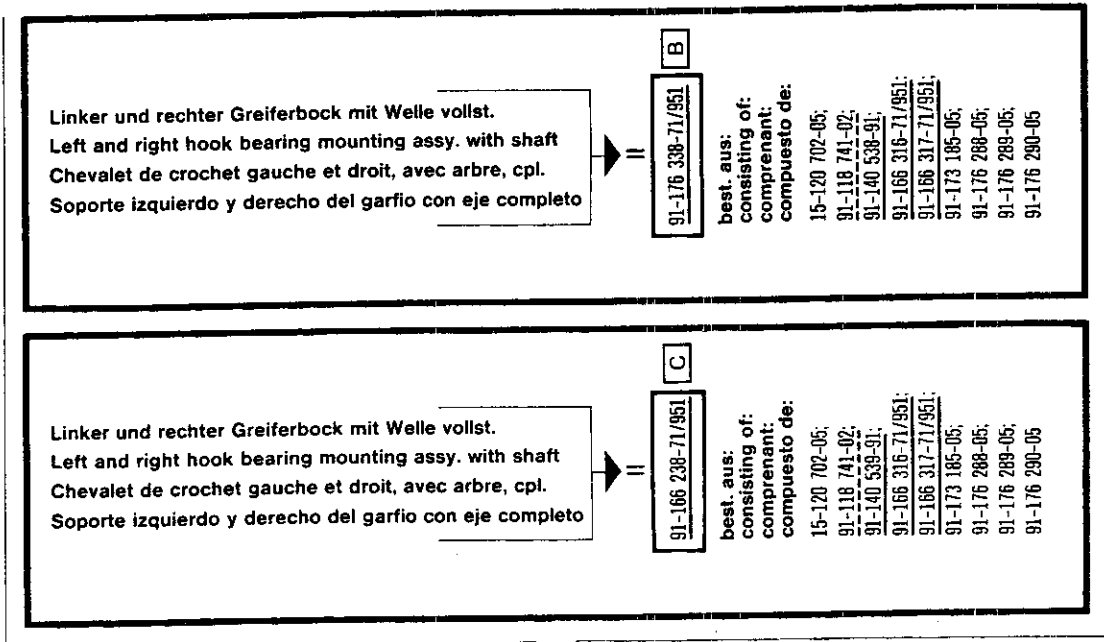 Linker und rechter Greiferbock mit Welle vollst.
Left and right hook bearing mounting assy. with shaft
Chevalet de crochet gauche et droit, avec arbre, cpl.
Soporte izquierdo y derecho del garfio con eje completo
=
91-176 338-71/951
B
best. aus:
consisting of:
comprenant:
compuesto de:
15-120 702-05;
91-118 741-02;
91-140 538-91;
91-166 316-71/951;
91-166 317-71/951;
91-173 185-05;
91-176 288-05;
91-176 289-05;
91-176 290-05
Linker und rechter Greiferbock mit Welle vollst.
Left and right hook bearing mounting assy. with shaft
Chevalet de crochet gauche et droit, avec arbre, cpl.
Soporte izquierdo y derecho del garfio con eje completo
=
91-166 238-71/951
C
best. aus:
consisting of:
comprenant:
compuesto de:
15-120 702-05;
91-118 741-02;
91-140 539-91;
91-166 316-71/951;
91-166 317-71/951;
91-173 185-05;
91-176 288-05;
91-176 289-05;
91-176 290-05